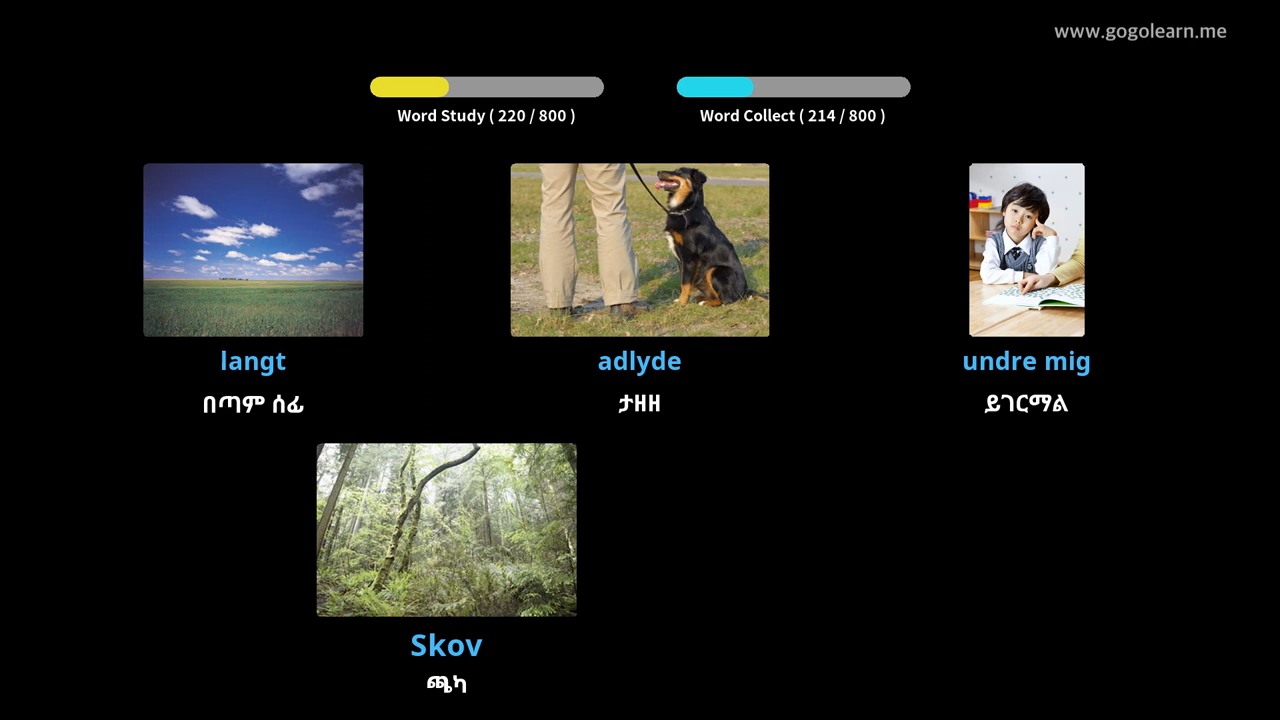 www.gogolearn.me
Word Study ( 220 / 800 )
Word Collect ( 214 / 800 )
langt
adlyde
undre mig
በጣም ሰፊ
ታዘዘ
ይገርማል
Skov
ጫካ